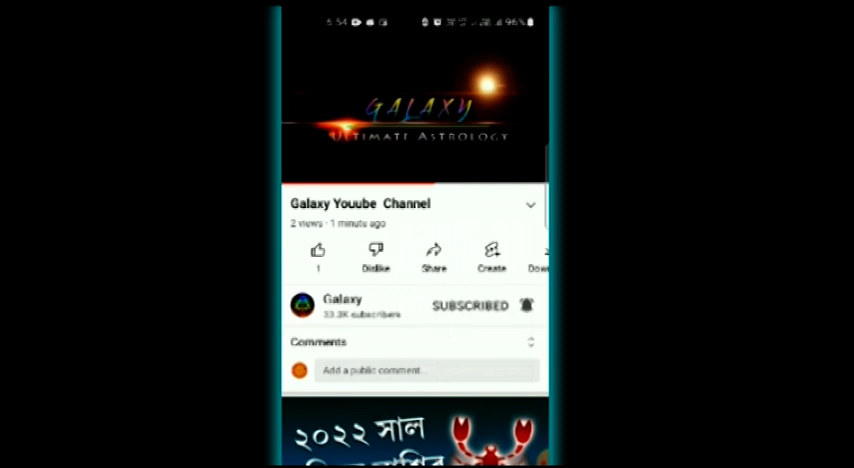 6:54 96%
GALAXY
ULTIMATE ASTROLOGY
Galaxy Youube Channel
2 views · 1 minute ago
1 Dislike Share Create Down
Galaxy SUBSCRIBED
33.3K subscribers
Comments
Add a public comment...
২০২২ সাল